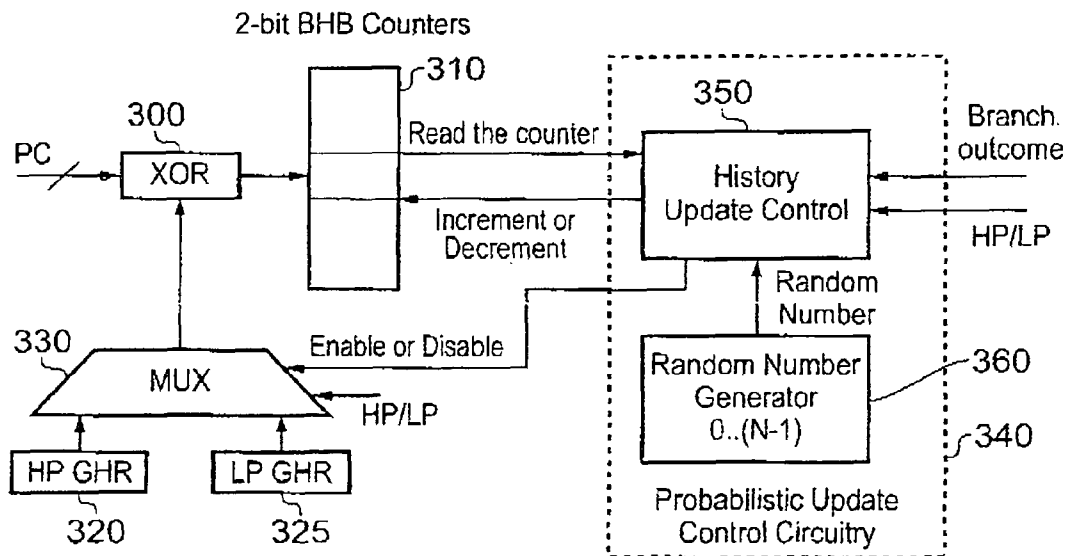 2-bit BHB Counters
310
350
300
PC
XOR
Read the counter
History
Update Control
Branch.
outcome
HP/LP
Increment or
Decrement
Random
Number
330
MUX
Enable or Disable
HP/LP
Random Number
Generator
0..(N-1)
360
340
HP GHR
LP GHR
320
325
Probabilistic Update
Control Circuitry